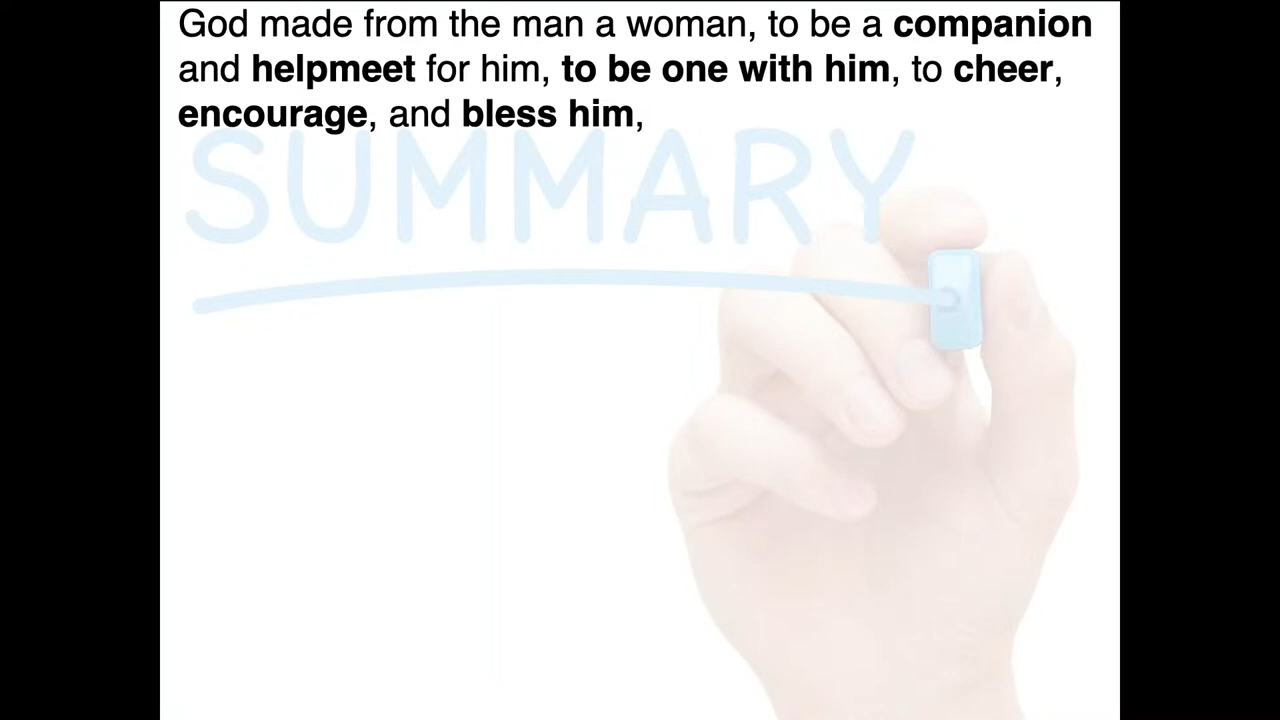 God made from the man a woman, to be a companion
and helpmeet for him, to be one with him, to cheer,
encourage, and bless him,
SUMMARY